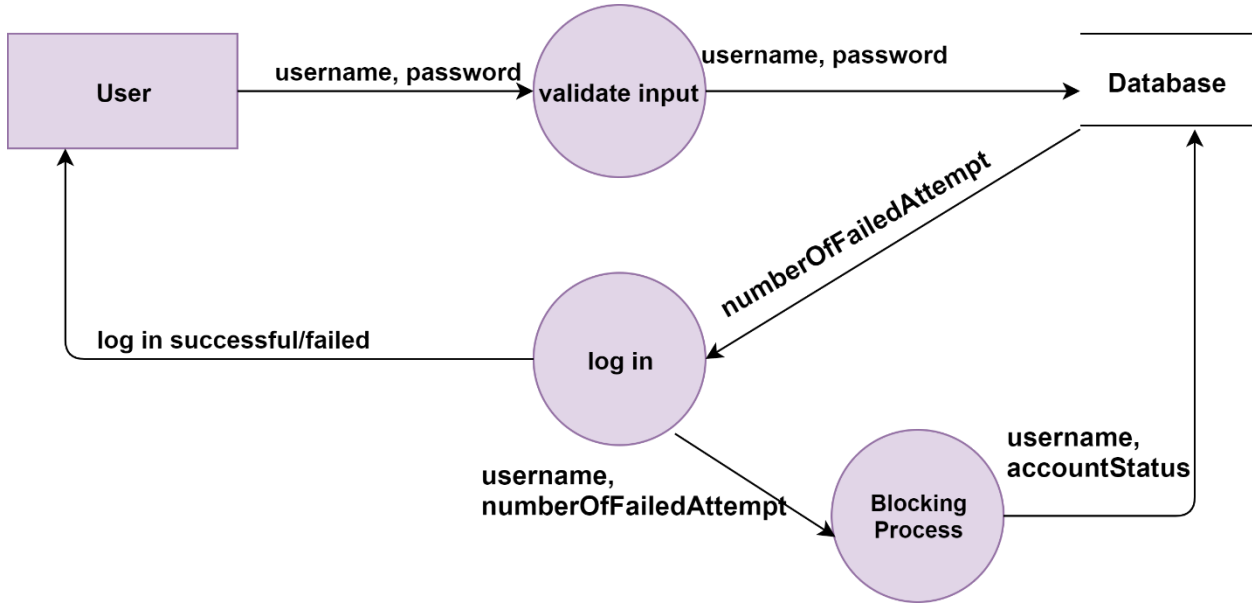 User
username, password
validate input
username, password
Database
numberOfFailedAttempt
log in successful/failed
log in
username,
numberOfFailedAttempt
Blocking
Process
username,
accountStatus